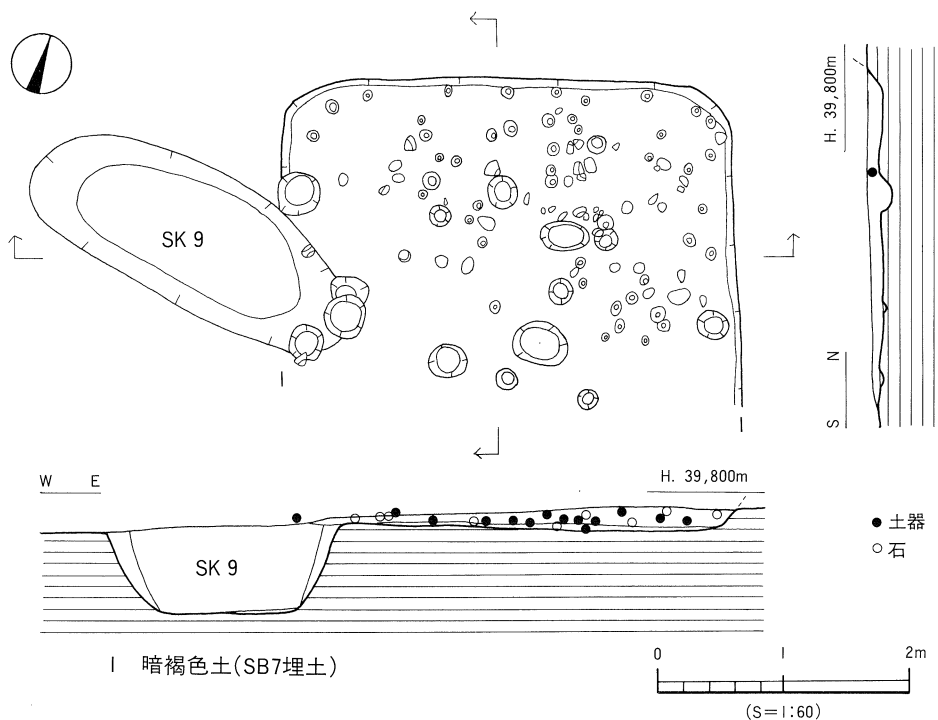 SK 9
H. 39,800m
N
S
W E
H. 39,800m
土器
石
SK 9
I 暗褐色土(SB7埋土)
0 1 2m
(S=1:60)